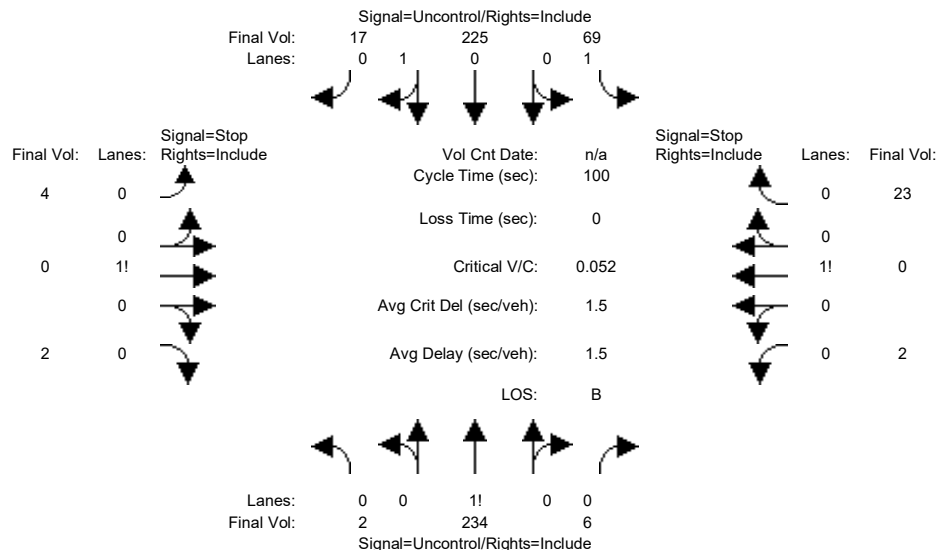 Signal=Uncontrol/Rights=Include
Final Vol: 17 225 69
Lanes: 0 1 0 0 1
Signal=Stop Signal=Stop
Final Vol: Lanes: Rights=Include Vol Cnt Date: n/a Rights=Include Lanes: Final Vol:
Cycle Time (sec): 100
4 0 0 23
Loss Time (sec): 0
0 0
0 1! Critical V/C: 0.052 1! 0
0 Avg Crit Del (sec/veh): 1.5 0
2 0 Avg Delay (sec/veh): 1.5 0 2
LOS: B
Lanes: 0 0 1! 0 0
Final Vol: 2 234 6
Signal=Uncontrol/Rights=Include